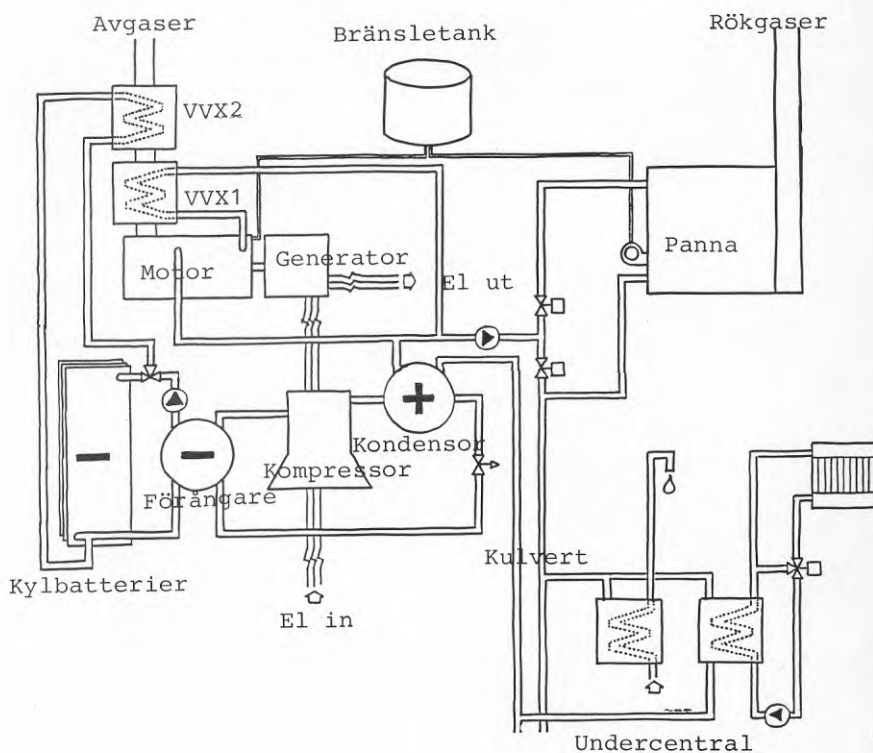 Avgaser
Bränsletank
Rökgaser
VVX2
VVX1
Motor
Generator
El ut
Panna
Kondensor
Kompressor
Förångare
Kylbatterier
El in
Kulvert
Undercentral